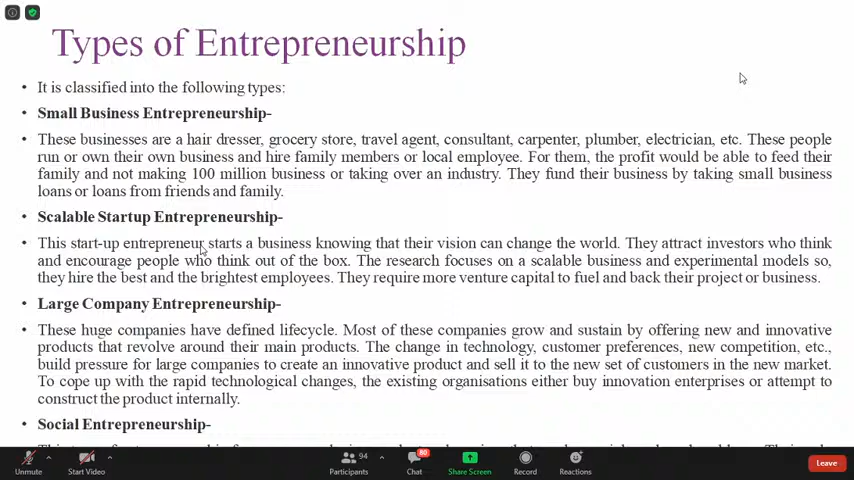 Types of Entrepreneurship
• It is classified into the following types:
• Small Business Entrepreneurship-
• These businesses are a hair dresser, grocery store, travel agent, consultant, carpenter, plumber, electrician, etc. These people
run or own their own business and hire family members or local employee. For them, the profit would be able to feed their
family and not making 100 million business or taking over an industry. They fund their business by taking small business
loans or loans from friends and family.
• Scalable Startup Entrepreneurship-
• This start-up entrepreneur starts a business knowing that their vision can change the world. They attract investors who think
and encourage people who think out of the box. The research focuses on a scalable business and experimental models so,
they hire the best and the brightest employees. They require more venture capital to fuel and back their project or business.
• Large Company Entrepreneurship-
• These huge companies have defined lifecycle. Most of these companies grow and sustain by offering new and innovative
products that revolve around their main products. The change in technology, customer preferences, new competition, etc.,
build pressure for large companies to create an innovative product and sell it to the new set of customers in the new market.
To cope up with the rapid technological changes, the existing organisations either buy innovation enterprises or attempt to
construct the product internally.
• Social Entrepreneurship-
Unmute
Start Video
Participants
94
Chat
80
Share Screen
Record
Reactions
Leave